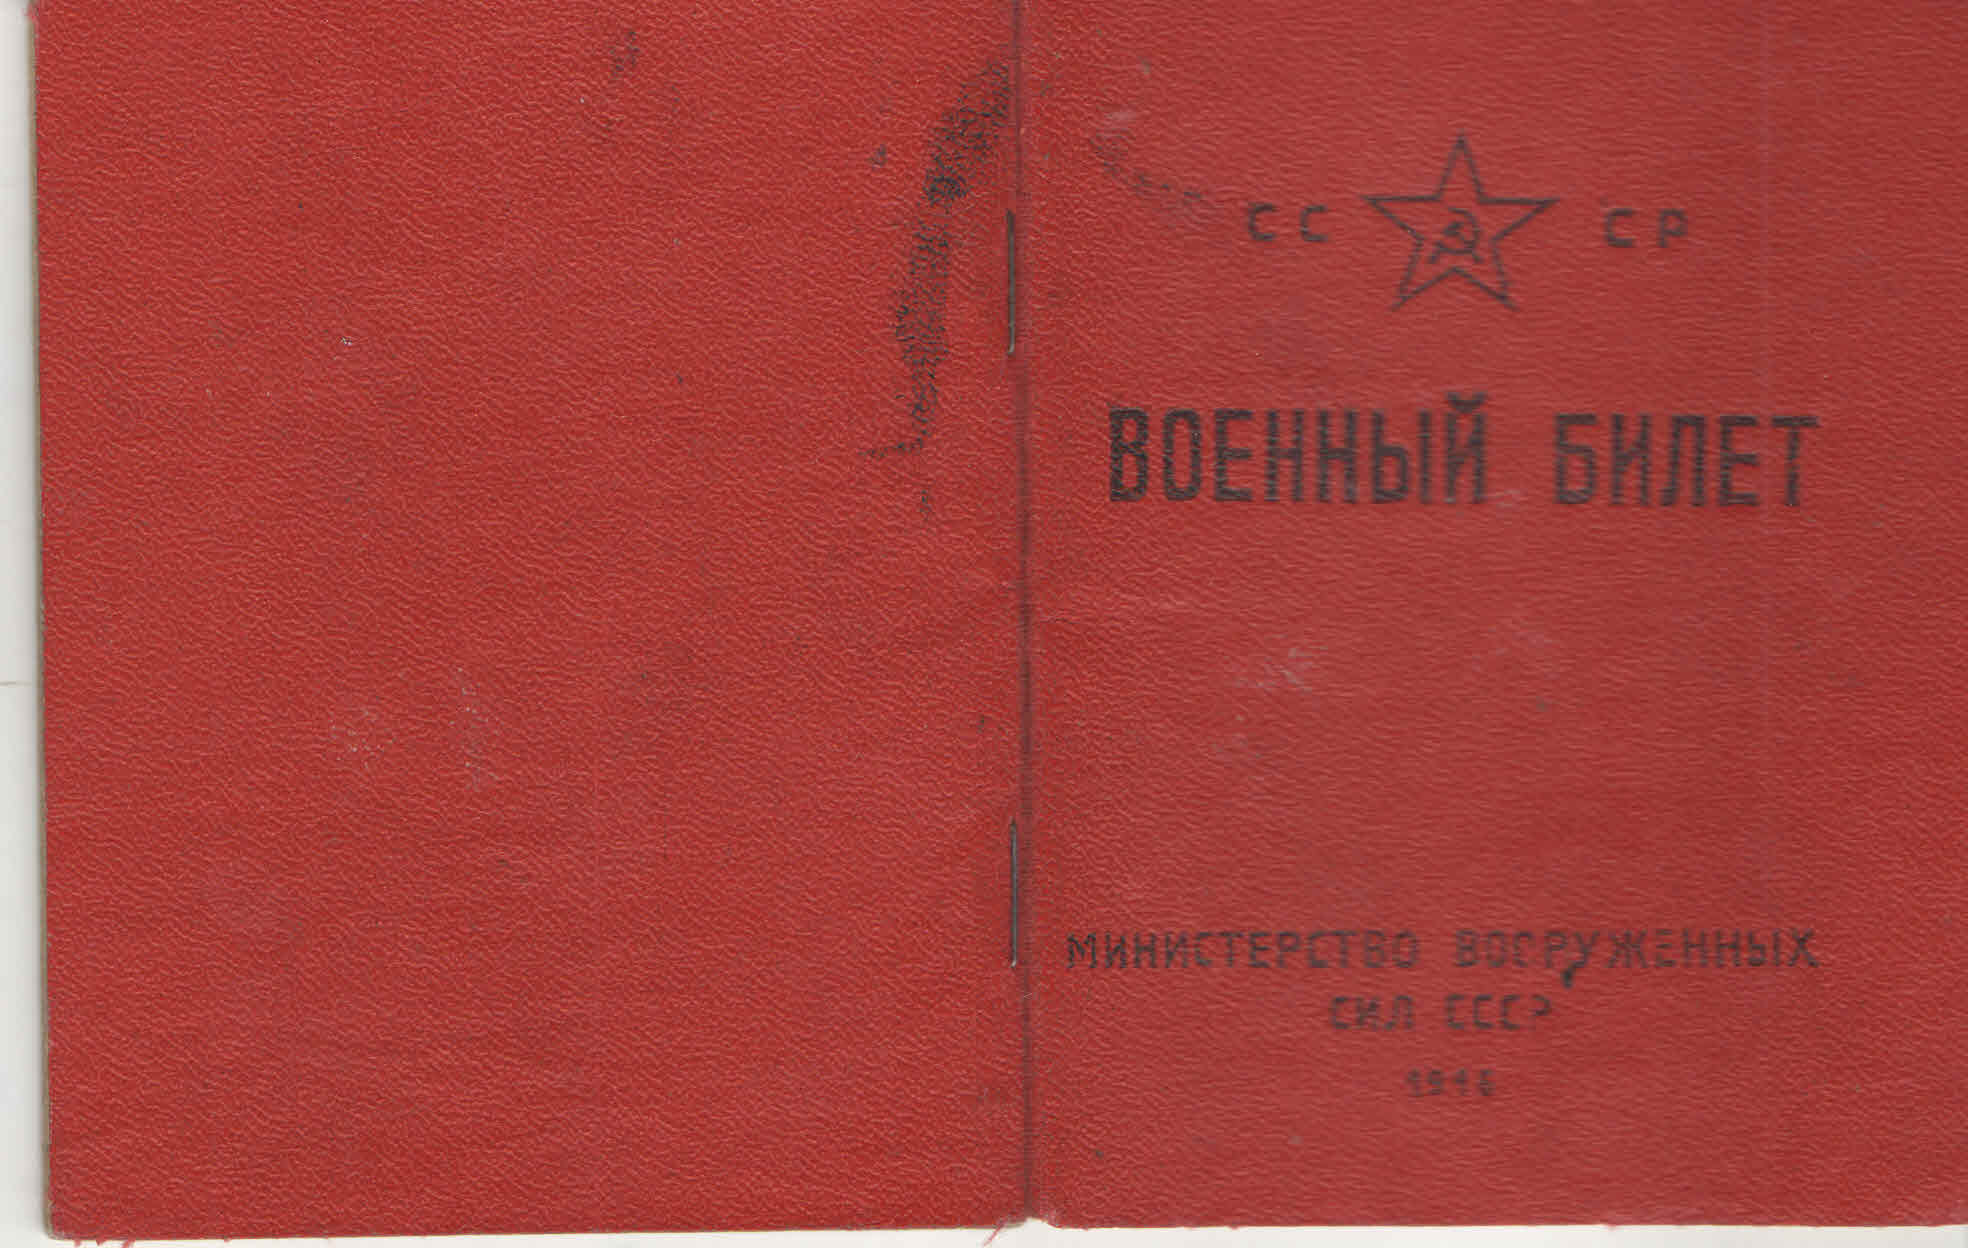 СС СР
ВОЕННЫЙ БИЛЕТ
МИНИСТЕРСТВО ВООРУЖЕННЫХ
СИЛ СССР